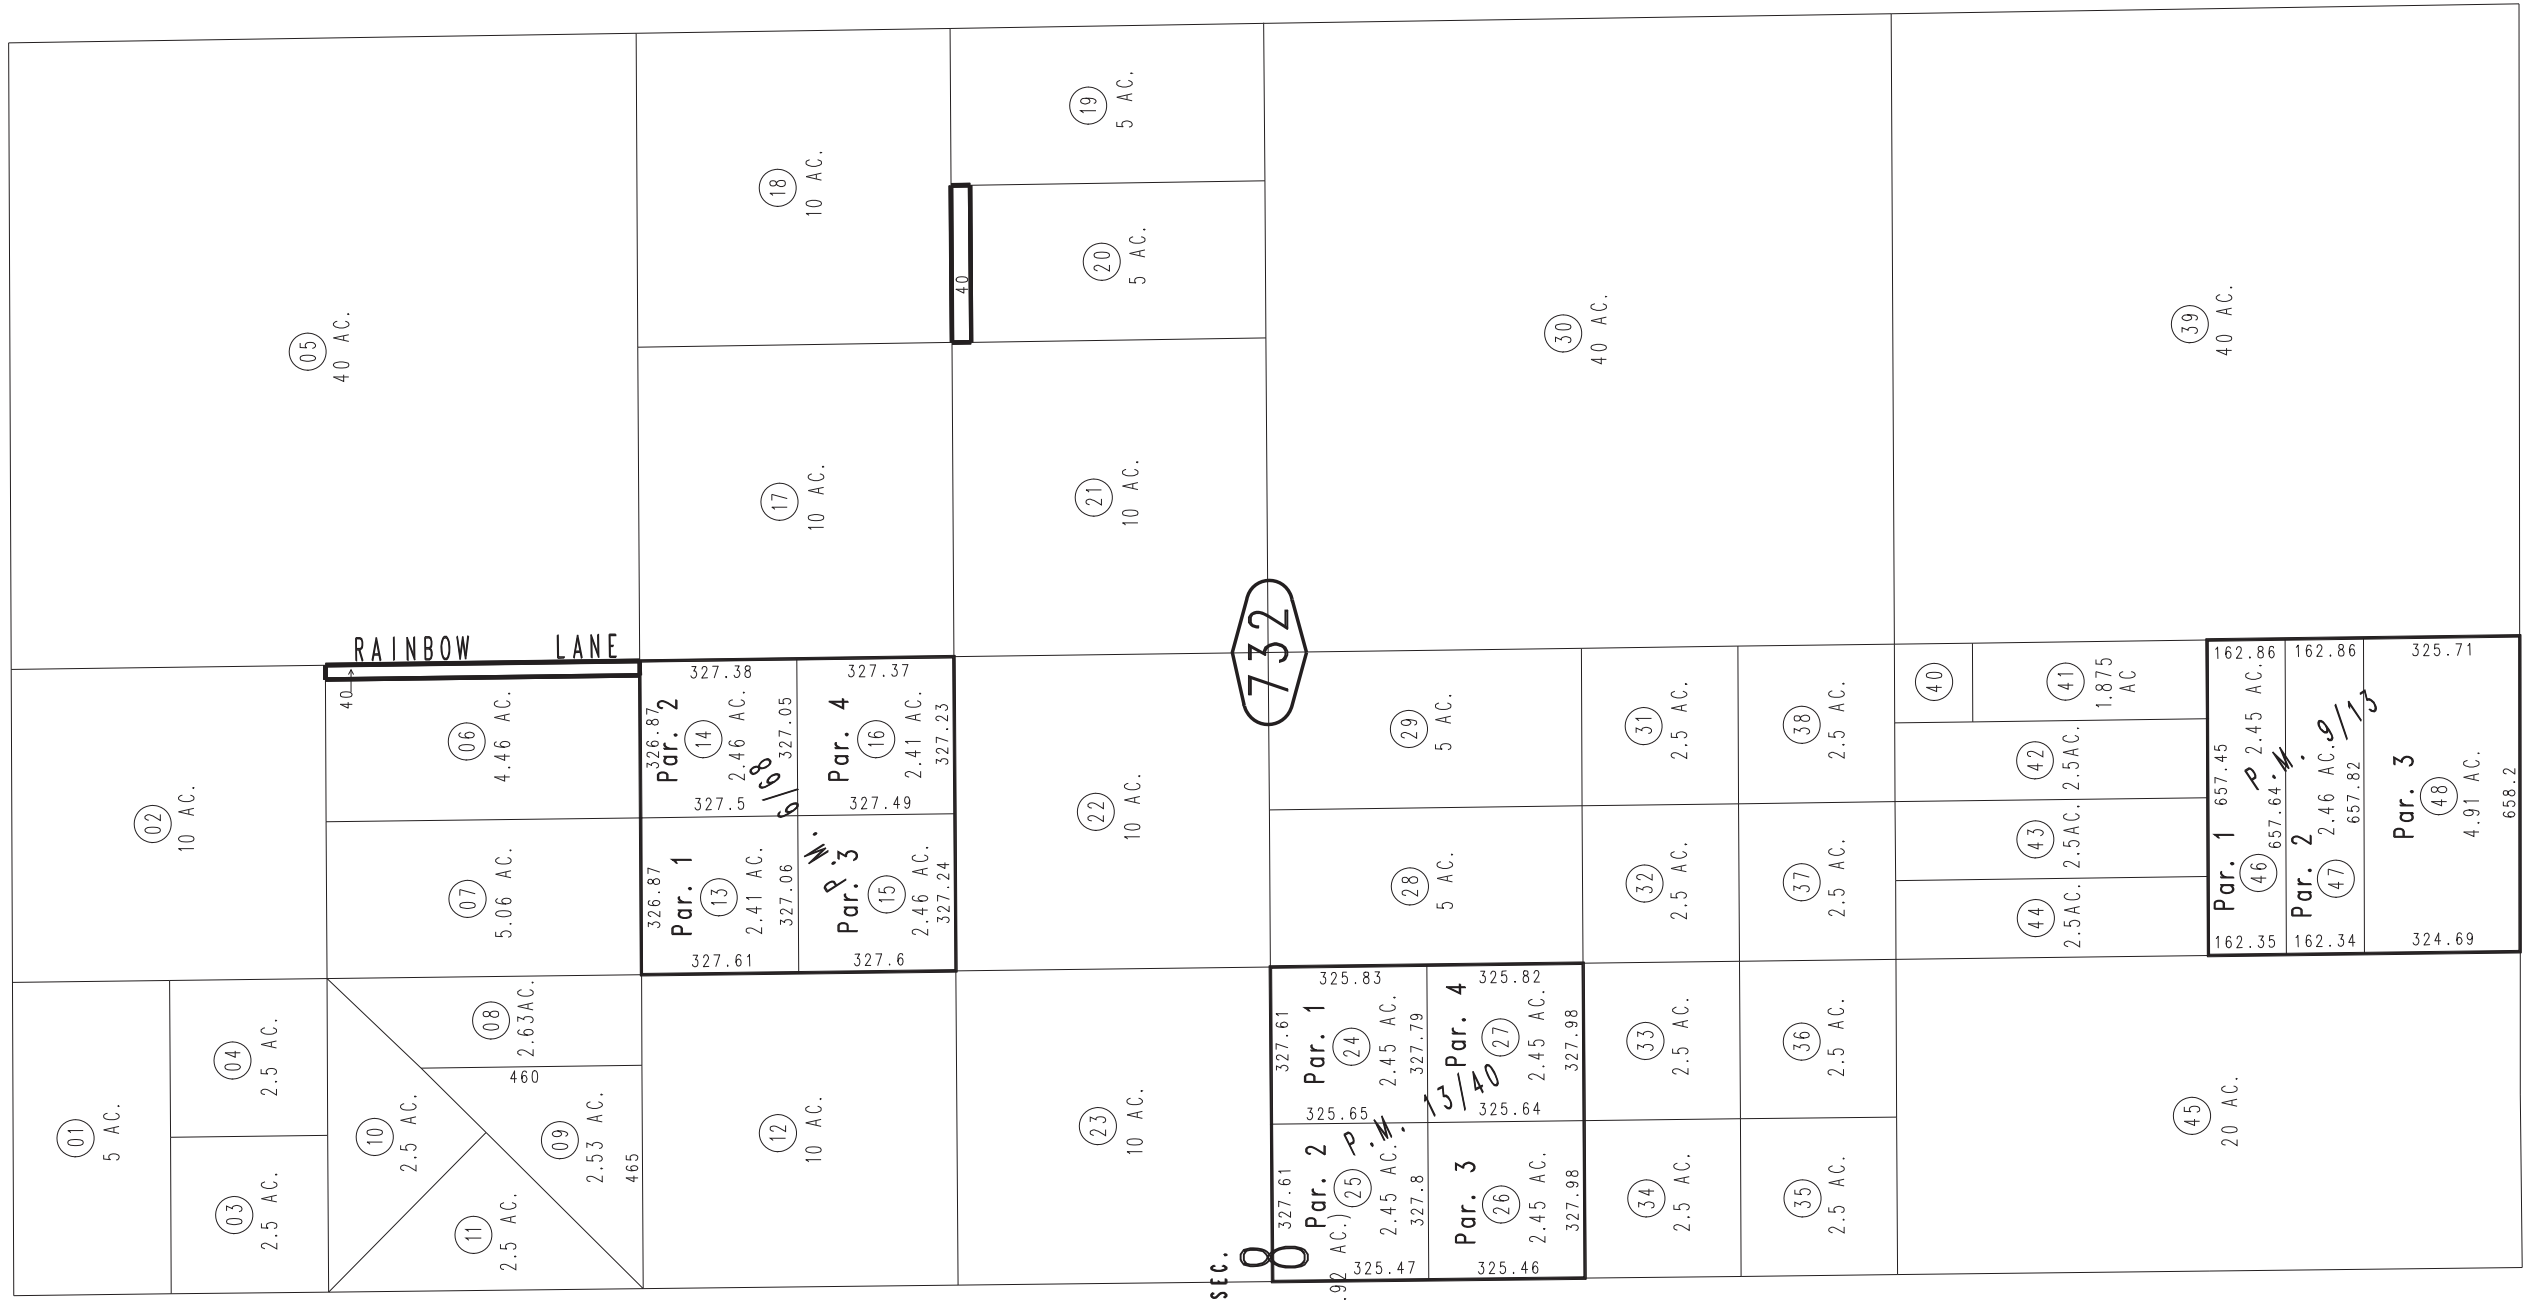 05
40 AC.
18
10 AC.
19
5 AC.
20
5 AC.
40
17
10 AC.
21
10 AC.
30
40 AC.
39
40 AC.
732
RAINBOW LANE
40
02
10 AC.
06
4.46 AC.
07
5.06 AC.
327.38
326.87
Par. 2
14
2.46 AC.
327.05
327.5
327.37
Par. 4
16
2.41 AC.
327.23
327.49
326.87
Par. 1
13
2.41 AC.
327.06
327.61
Par. 3
15
2.46 AC.
327.24
327.6
P.M. 6/68
22
10 AC.
29
5 AC.
28
5 AC.
31
2.5 AC.
38
2.5 AC.
32
2.5 AC.
37
2.5 AC.
40
41
1.875
AC
42
2.5AC.
43
2.5AC.
44
2.5AC.
162.86
657.45
2.45 AC.
Par. 1
46
657.64
162.35
162.86
Par. 2
47
2.46 AC.
657.82
162.34
P.M. 9/13
325.71
Par. 3
48
4.91 AC.
658.2
324.69
01
5 AC.
04
2.5 AC.
03
2.5 AC.
10
2.5 AC.
11
2.5 AC.
08
2.63AC.
460
09
2.53 AC.
465
12
10 AC.
23
10 AC.
325.83
327.61
Par. 1
24
2.45 AC.
327.79
325.65
325.82
Par. 4
27
2.45 AC.
327.98
325.64
327.61
Par. 2
25
2.45 AC.
327.8
325.47
Par. 3
26
2.45 AC.
327.98
325.46
P.M. 13/40
.92 AC.)
SEC.
8
33
2.5 AC.
36
2.5 AC.
34
2.5 AC.
35
2.5 AC.
45
20 AC.